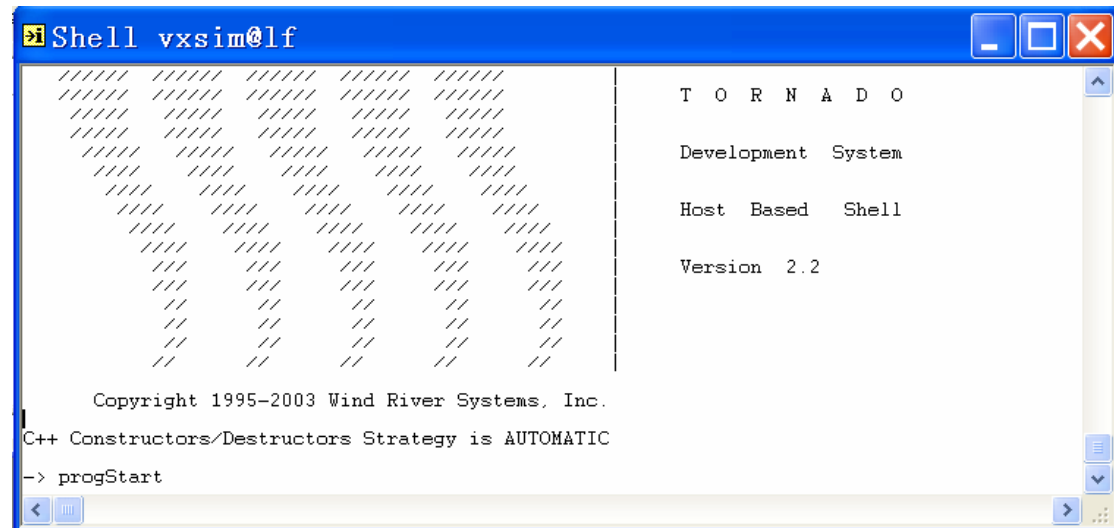 Shell vxsim@lf
////// ////// ////// ////// ////// |
////// ////// ////// ////// ////// | T O R N A D O
///// ///// ///// ///// ///// |
///// ///// ///// ///// ///// |
///// ///// ///// ///// ///// | Development System
//// //// //// //// //// |
//// //// //// //// //// |
//// //// //// //// //// | Host Based Shell
//// //// //// //// //// |
//// //// //// //// //// |
/// /// /// /// /// | Version 2.2
/// /// /// /// /// |
// // // // // |
// // // // // |
// // // // // |
// // // // // |
Copyright 1995-2003 Wind River Systems, Inc.
C++ Constructors/Destructors Strategy is AUTOMATIC
-> progStart